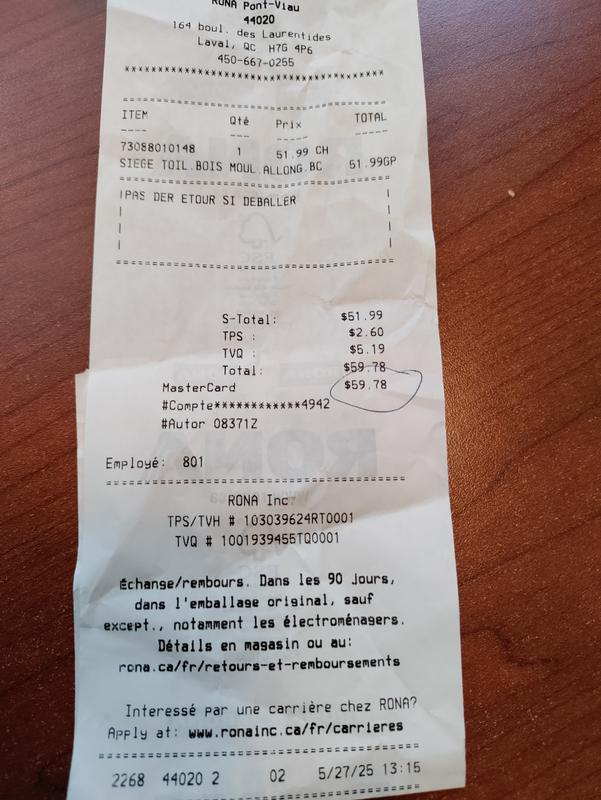 RONA Pont-Viau
44020
164 boul. des Laurentides
Laval, QC H7G 4P6
450-667-0255
****************************************
ITEM Qté Prix TOTAL
---- --- ---- -----
73088010148 1 51.99 CH
SIEGE TOIL.BOIS MOUL.ALLONG.BC 51.99GP
|PAS DER ETOUR SI DEBALLER |
S-Total: $51.99
TPS : $2.60
TVQ : $5.19
Total: $59.78
MasterCard $59.78
#Compte************4942
#Autor 08371Z
Employé: 801
RONA Inc.
TPS/TVH # 103039624RT0001
TVQ # 1001939455TQ0001
Échange/rembours. Dans les 90 jours,
dans l'emballage original, sauf
except., notamment les électroménagers.
Détails en magasin ou au:
rona.ca/fr/retours-et-remboursements
Interessé par une carrière chez RONA?
Apply at: www.ronainc.ca/fr/carrieres
2268 44020 2 02 5/27/25 13:15